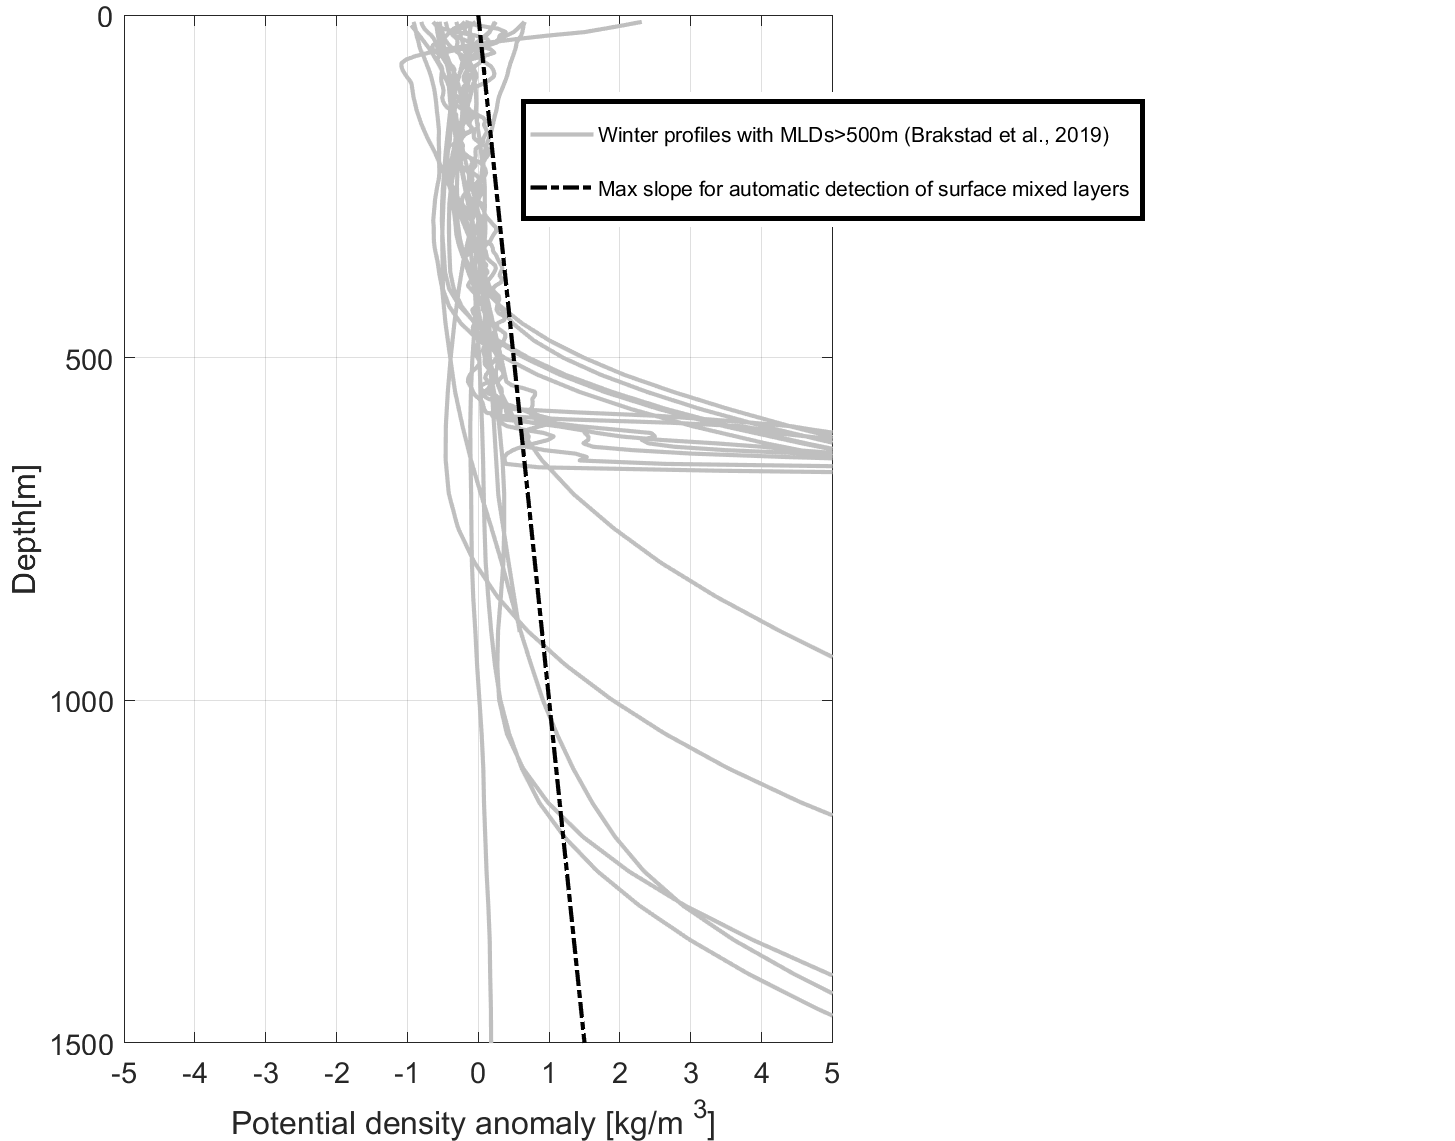 0
500
1000
1500
Depth[m]
Winter profiles with MLDs>500m (Brakstad et al., 2019)
Max slope for automatic detection of surface mixed layers
-5 -4 -3 -2 -1 0 1 2 3 4 5
Potential density anomaly [kg/m 3]